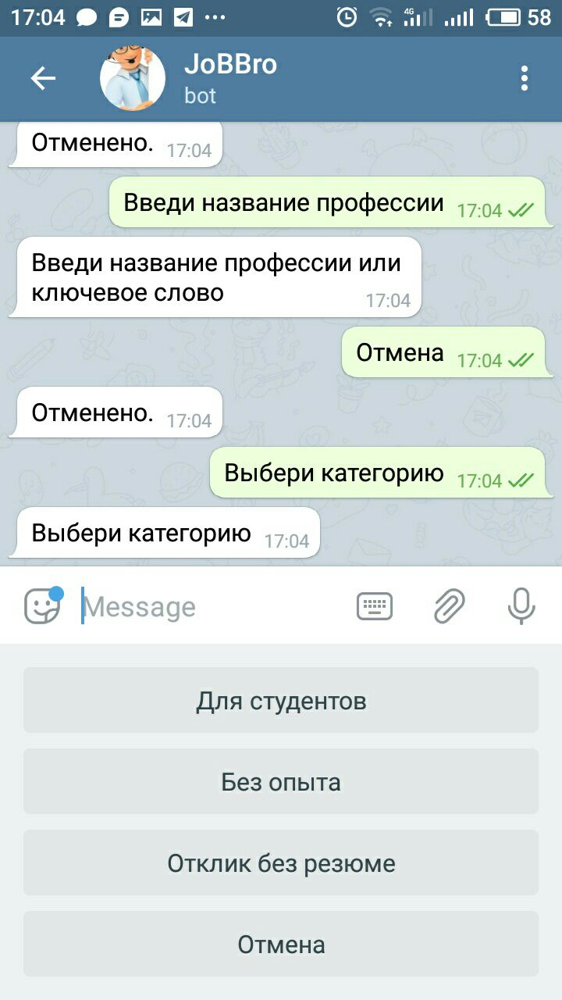 17:04 4G 58
JoBBro
bot
Отменено. 17:04
Введи название профессии 17:04
Введи название профессии или
ключевое слово 17:04
Отмена 17:04
Отменено. 17:04
Выбери категорию 17:04
Выбери категорию 17:04
Message
Для студентов
Без опыта
Отклик без резюме
Отмена